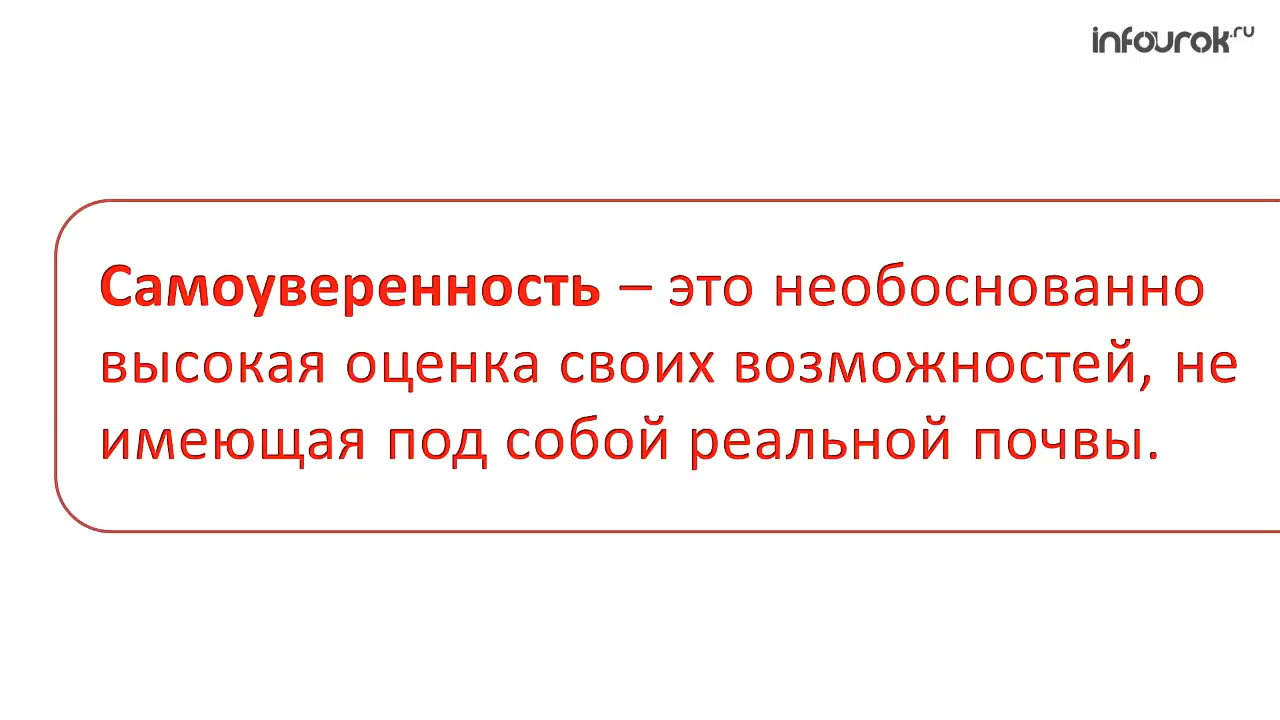 infourok.ru
Самоуверенность – это необоснованно
высокая оценка своих возможностей, не
имеющая под собой реальной почвы.